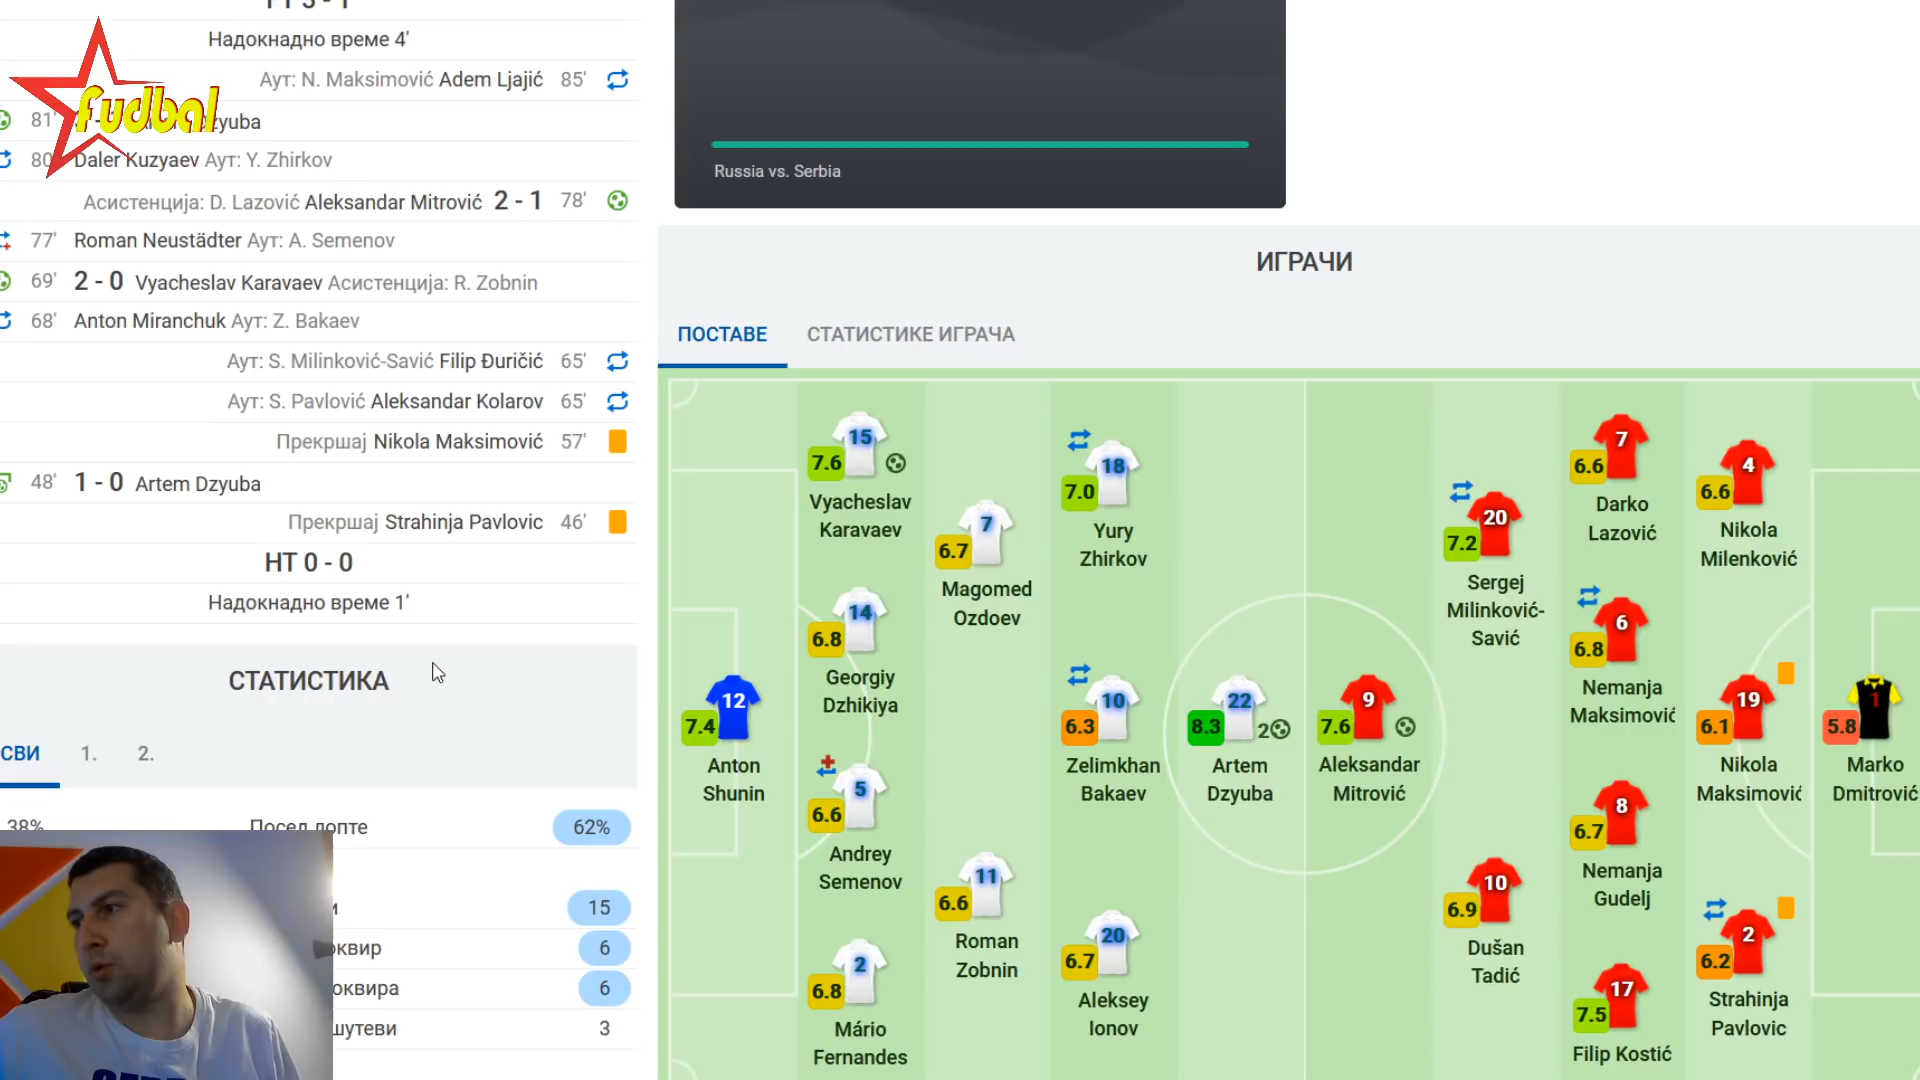 FT 3 - 1
Надокнадно време 4'
Аут: N. Maksimović Adem Ljajić 85'
81' Dzyuba
80' Daler Kuzyaev Аут: Y. Zhirkov
Асистенција: D. Lazović Aleksandar Mitrović 2 - 1 78'
77' Roman Neustädter Аут: A. Semenov
69' 2 - 0 Vyacheslav Karavaev Асистенција: R. Zobnin
68' Anton Miranchuk Аут: Z. Bakaev
Аут: S. Milinković-Savić Filip Đuričić 65'
Аут: S. Pavlović Aleksandar Kolarov 65'
Прекршај Nikola Maksimović 57'
48' 1 - 0 Artem Dzyuba
Прекршај Strahinja Pavlovic 46'
HT 0 - 0
Надокнадно време 1'
СТАТИСТИКА
СВИ 1. 2.
38% Посед лопте 62%
15
оквир 6
оквира 6
шутеви 3
fudbal
Russia vs. Serbia
ИГРАЧИ
ПОСТАВЕ СТАТИСТИКЕ ИГРАЧА
12
7.4
Anton
Shunin
15
7.6
Vyacheslav
Karavaev
14
6.8
Georgiy
Dzhikiya
5
6.6
Andrey
Semenov
2
6.8
Mário
Fernandes
7
6.7
Magomed
Ozdoev
11
6.6
Roman
Zobnin
18
7.0
Yury
Zhirkov
10
6.3
Zelimkhan
Bakaev
20
6.7
Aleksey
Ionov
22
8.3 2
Artem
Dzyuba
9
7.6
Aleksandar
Mitrović
20
7.2
Sergej
Milinković-
Savić
10
6.9
Dušan
Tadić
7
6.6
Darko
Lazović
6
6.8
Nemanja
Maksimović
8
6.7
Nemanja
Gudelj
17
7.5
Filip Kostić
4
6.6
Nikola
Milenković
19
6.1
Nikola
Maksimović
2
6.2
Strahinja
Pavlovic
1
5.8
Marko
Dmitrović